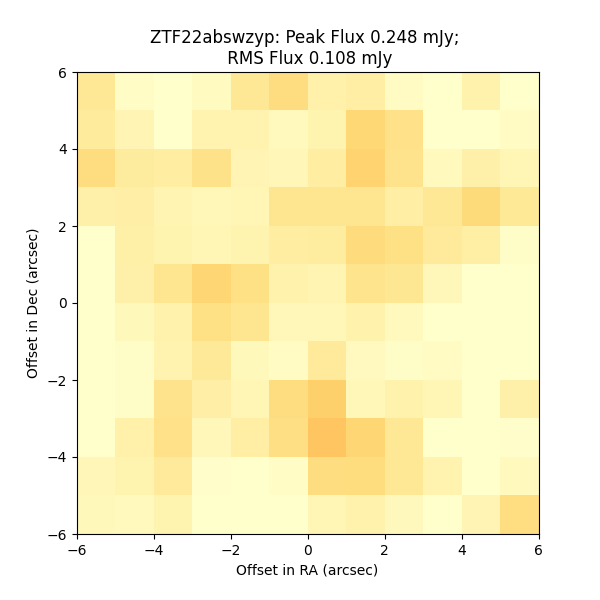 ZTF22abswzyp: Peak Flux 0.248 mJy;
RMS Flux 0.108 mJy
6
4
2
0
−2
−4
−6
Offset in Dec (arcsec)
−6 −4 −2 0 2 4 6
Offset in RA (arcsec)